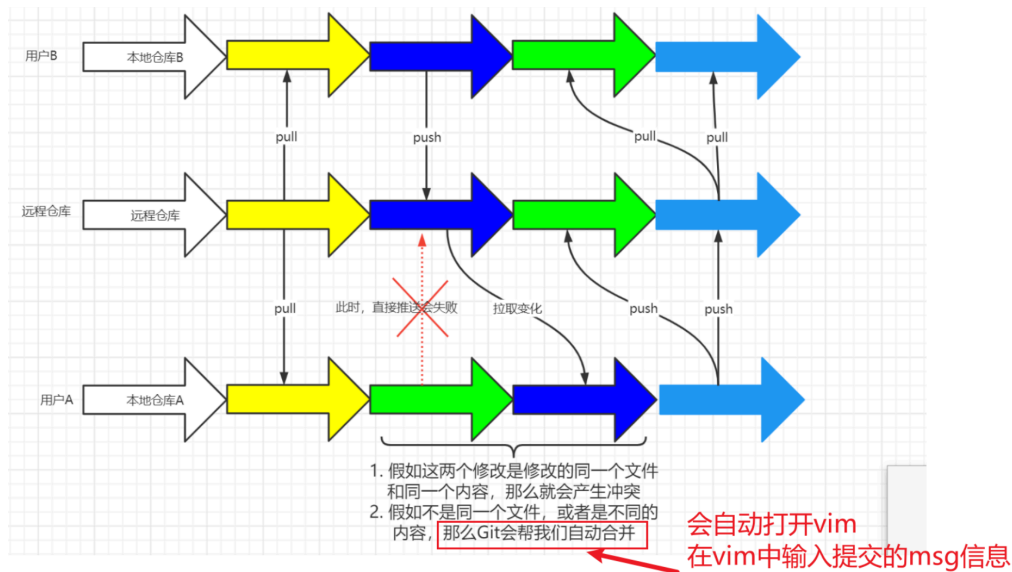 用户B
本地仓库B
pull
push
pull
pull
远程仓库
远程仓库
pull
此时，直接推送会失败
拉取变化
push
push
用户A
本地仓库A
1. 假如这两个修改是修改的同一个文件
和同一个内容，那么就会产生冲突
2. 假如不是同一个文件，或者是不同的
内容，那么Git会帮我们自动合并
会自动打开vim
在vim中输入提交的msg信息